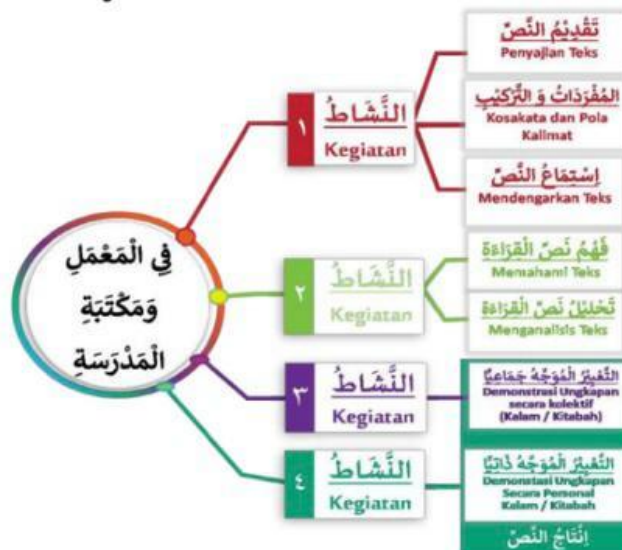 فِي الْمَعْمَلِ
وَمَكْتَبَةِ
الْمَدْرَسَةِ
١
النَّشَاطُ
Kegiatan
تَقْدِيْمُ النَّصِّ
Penyajian Teks
المُفْرَدَاتُ وَ التَّرْكِيْبِ
Kosakata dan Pola
Kalimat
اِسْتِمَاعُ النَّصِّ
Mendengarkan Teks
٢
النَّشَاطُ
Kegiatan
فَهْمُ نَصِّ الْقِرَاءَةِ
Memahami Teks
تَحْلِيْلُ نَصِّ الْقِرَاءَةِ
Menganalisis Teks
٣
النَّشَاطُ
Kegiatan
التَّعْبِيْرُ الْمُوَجَّهُ جَمَاعِيًّا
Demonstrasi Ungkapan
secara kolektif
(Kalam / Kitabah)
٤
النَّشَاطُ
Kegiatan
التَّعْبِيْرُ الْمُوَجَّهُ ذَاتِيًّا
Demonstasi Ungkapan
Secara Personal
Kalam / Kitabah
اِنْتَاجُ النَّصِّ